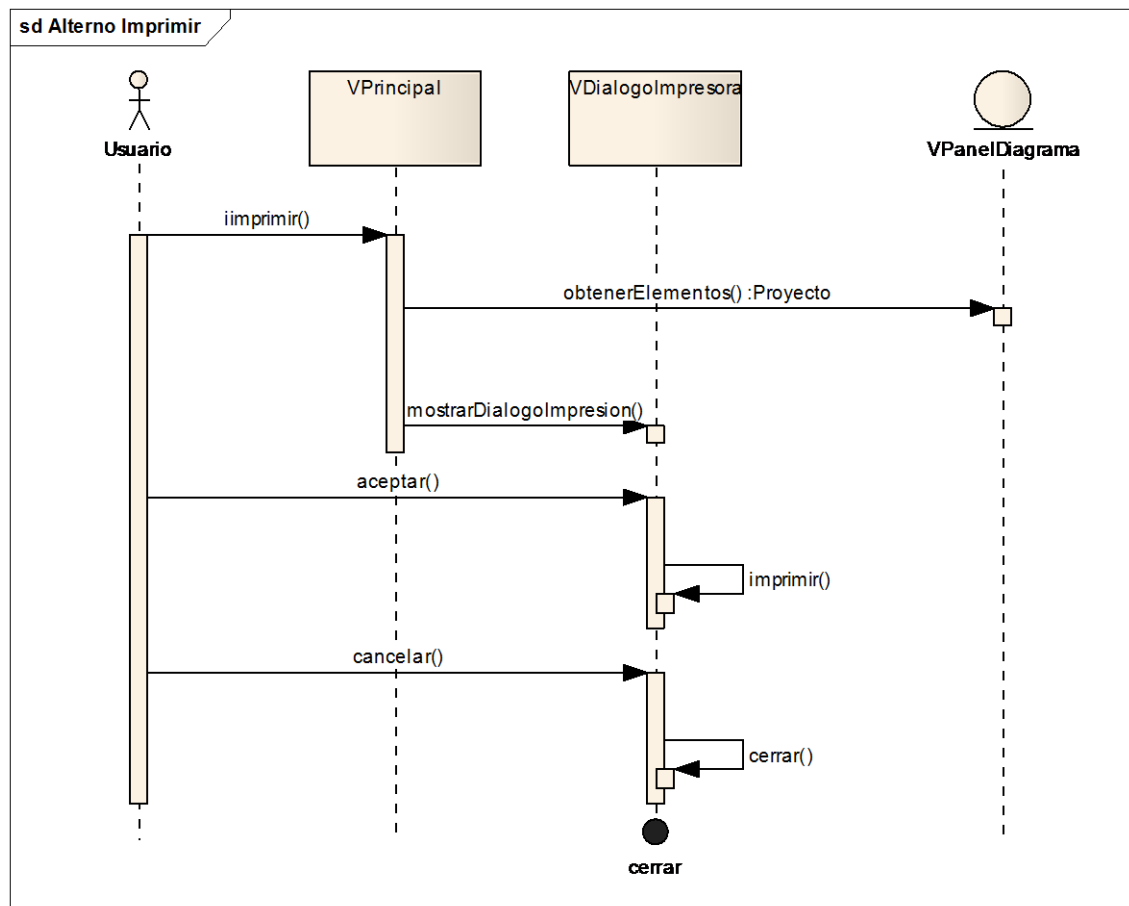 sd Alterno Imprimir
VPrincipal
VDialogoImpresora
Usuario
VPanelDiagrama
iimprimir()
obtenerElementos() :Proyecto
mostrarDialogoImpresion()
aceptar()
imprimir()
cancelar()
cerrar()
cerrar